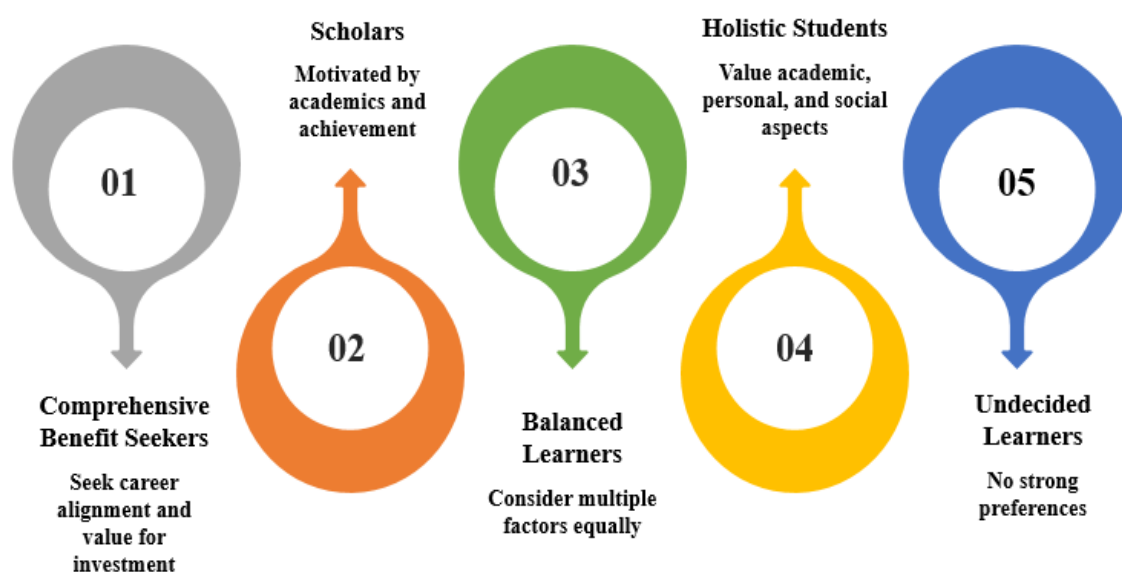 01
Comprehensive
Benefit Seekers
Seek career
alignment and
value for
investment
Scholars
Motivated by
academics and
achievement
02
03
Balanced
Learners
Consider multiple
factors equally
Holistic Students
Value academic,
personal, and social
aspects
04
05
Undecided
Learners
No strong
preferences